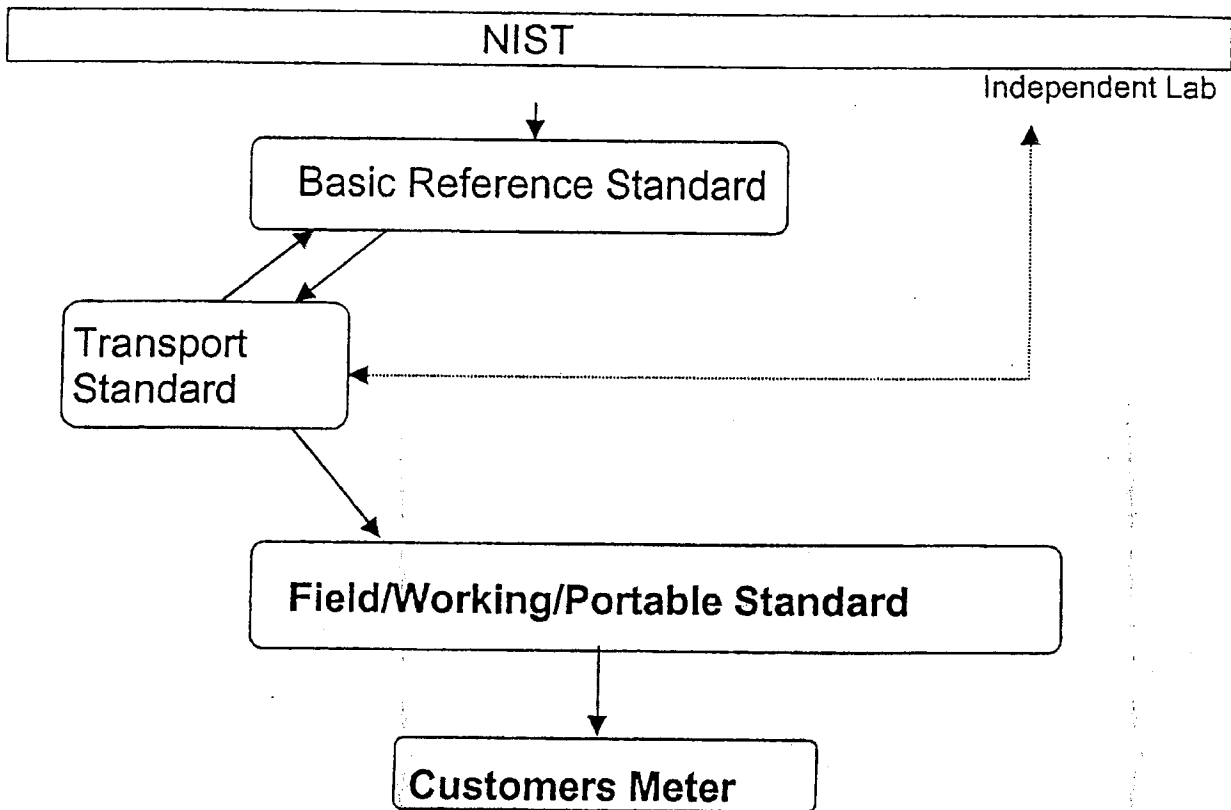 NIST
Independent Lab
Basic Reference Standard
Transport
Standard
Field/Working/Portable Standard
Customers Meter